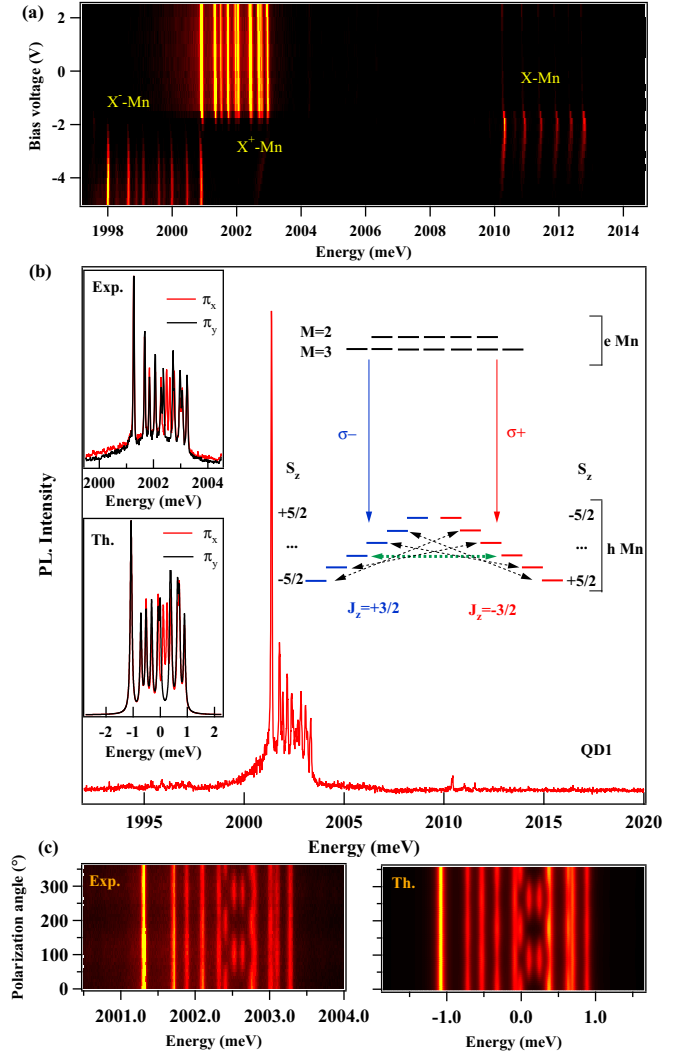 (a)
Bias voltage (V)
2
0
-2
-4
X⁻-Mn
X⁺-Mn
X-Mn
1998 2000 2002 2004 2006 2008 2010 2012 2014
Energy (meV)
(b)
Exp.
πx
πy
2000 2002 2004
Energy (meV)
Th.
πx
πy
-2 -1 0 1 2
Energy (meV)
PL. Intensity
M=2
M=3
e Mn
σ−
σ+
Sz
Sz
+5/2
-5/2
...
...
h Mn
-5/2
+5/2
Jz=+3/2
Jz=-3/2
QD1
1995 2000 2005 2010 2015 2020
Energy (meV)
(c)
Polarization angle (°)
300
200
100
0
Exp.
2001.0 2002.0 2003.0 2004.0
Energy (meV)
Th.
-1.0 0.0 1.0
Energy (meV)